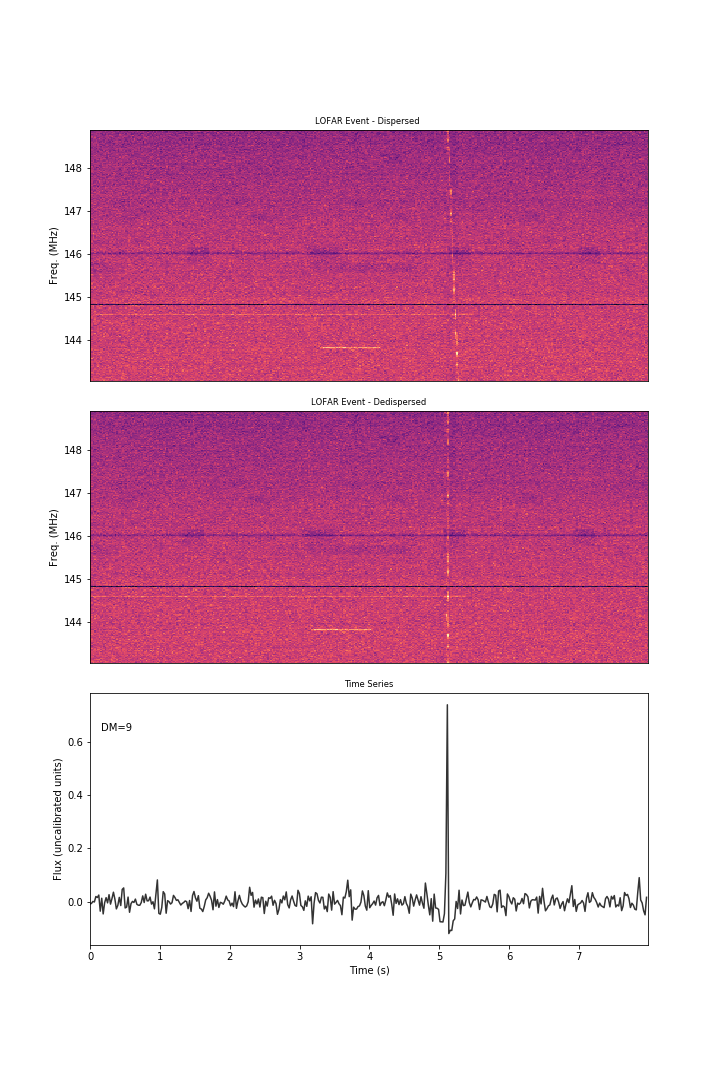 LOFAR Event - Dispersed
148
147
146
145
144
Freq. (MHz)
LOFAR Event - Dedispersed
148
147
146
145
144
Freq. (MHz)
Time Series
DM=9
0.6
0.4
0.2
0.0
Flux (uncalibrated units)
0 1 2 3 4 5 6 7
Time (s)